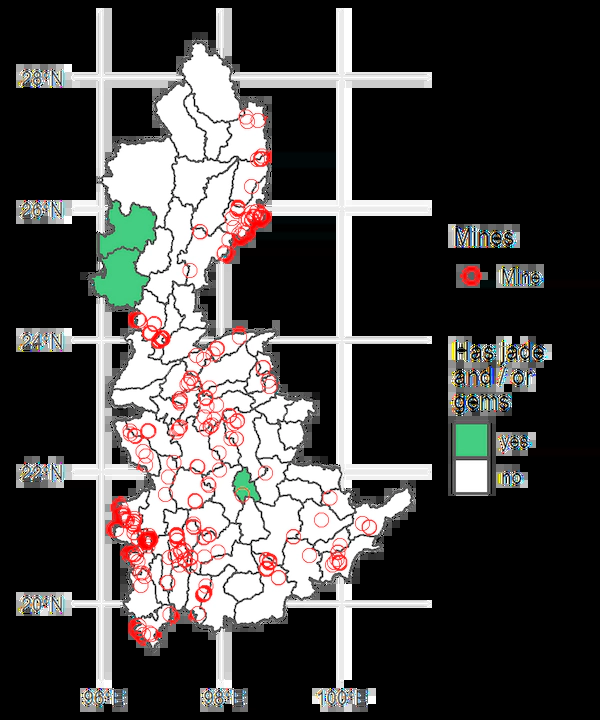 28°N
26°N
24°N
22°N
20°N
96°E
98°E
100°E
Mines
Mine
Has jade
and / or
gems
yes
no